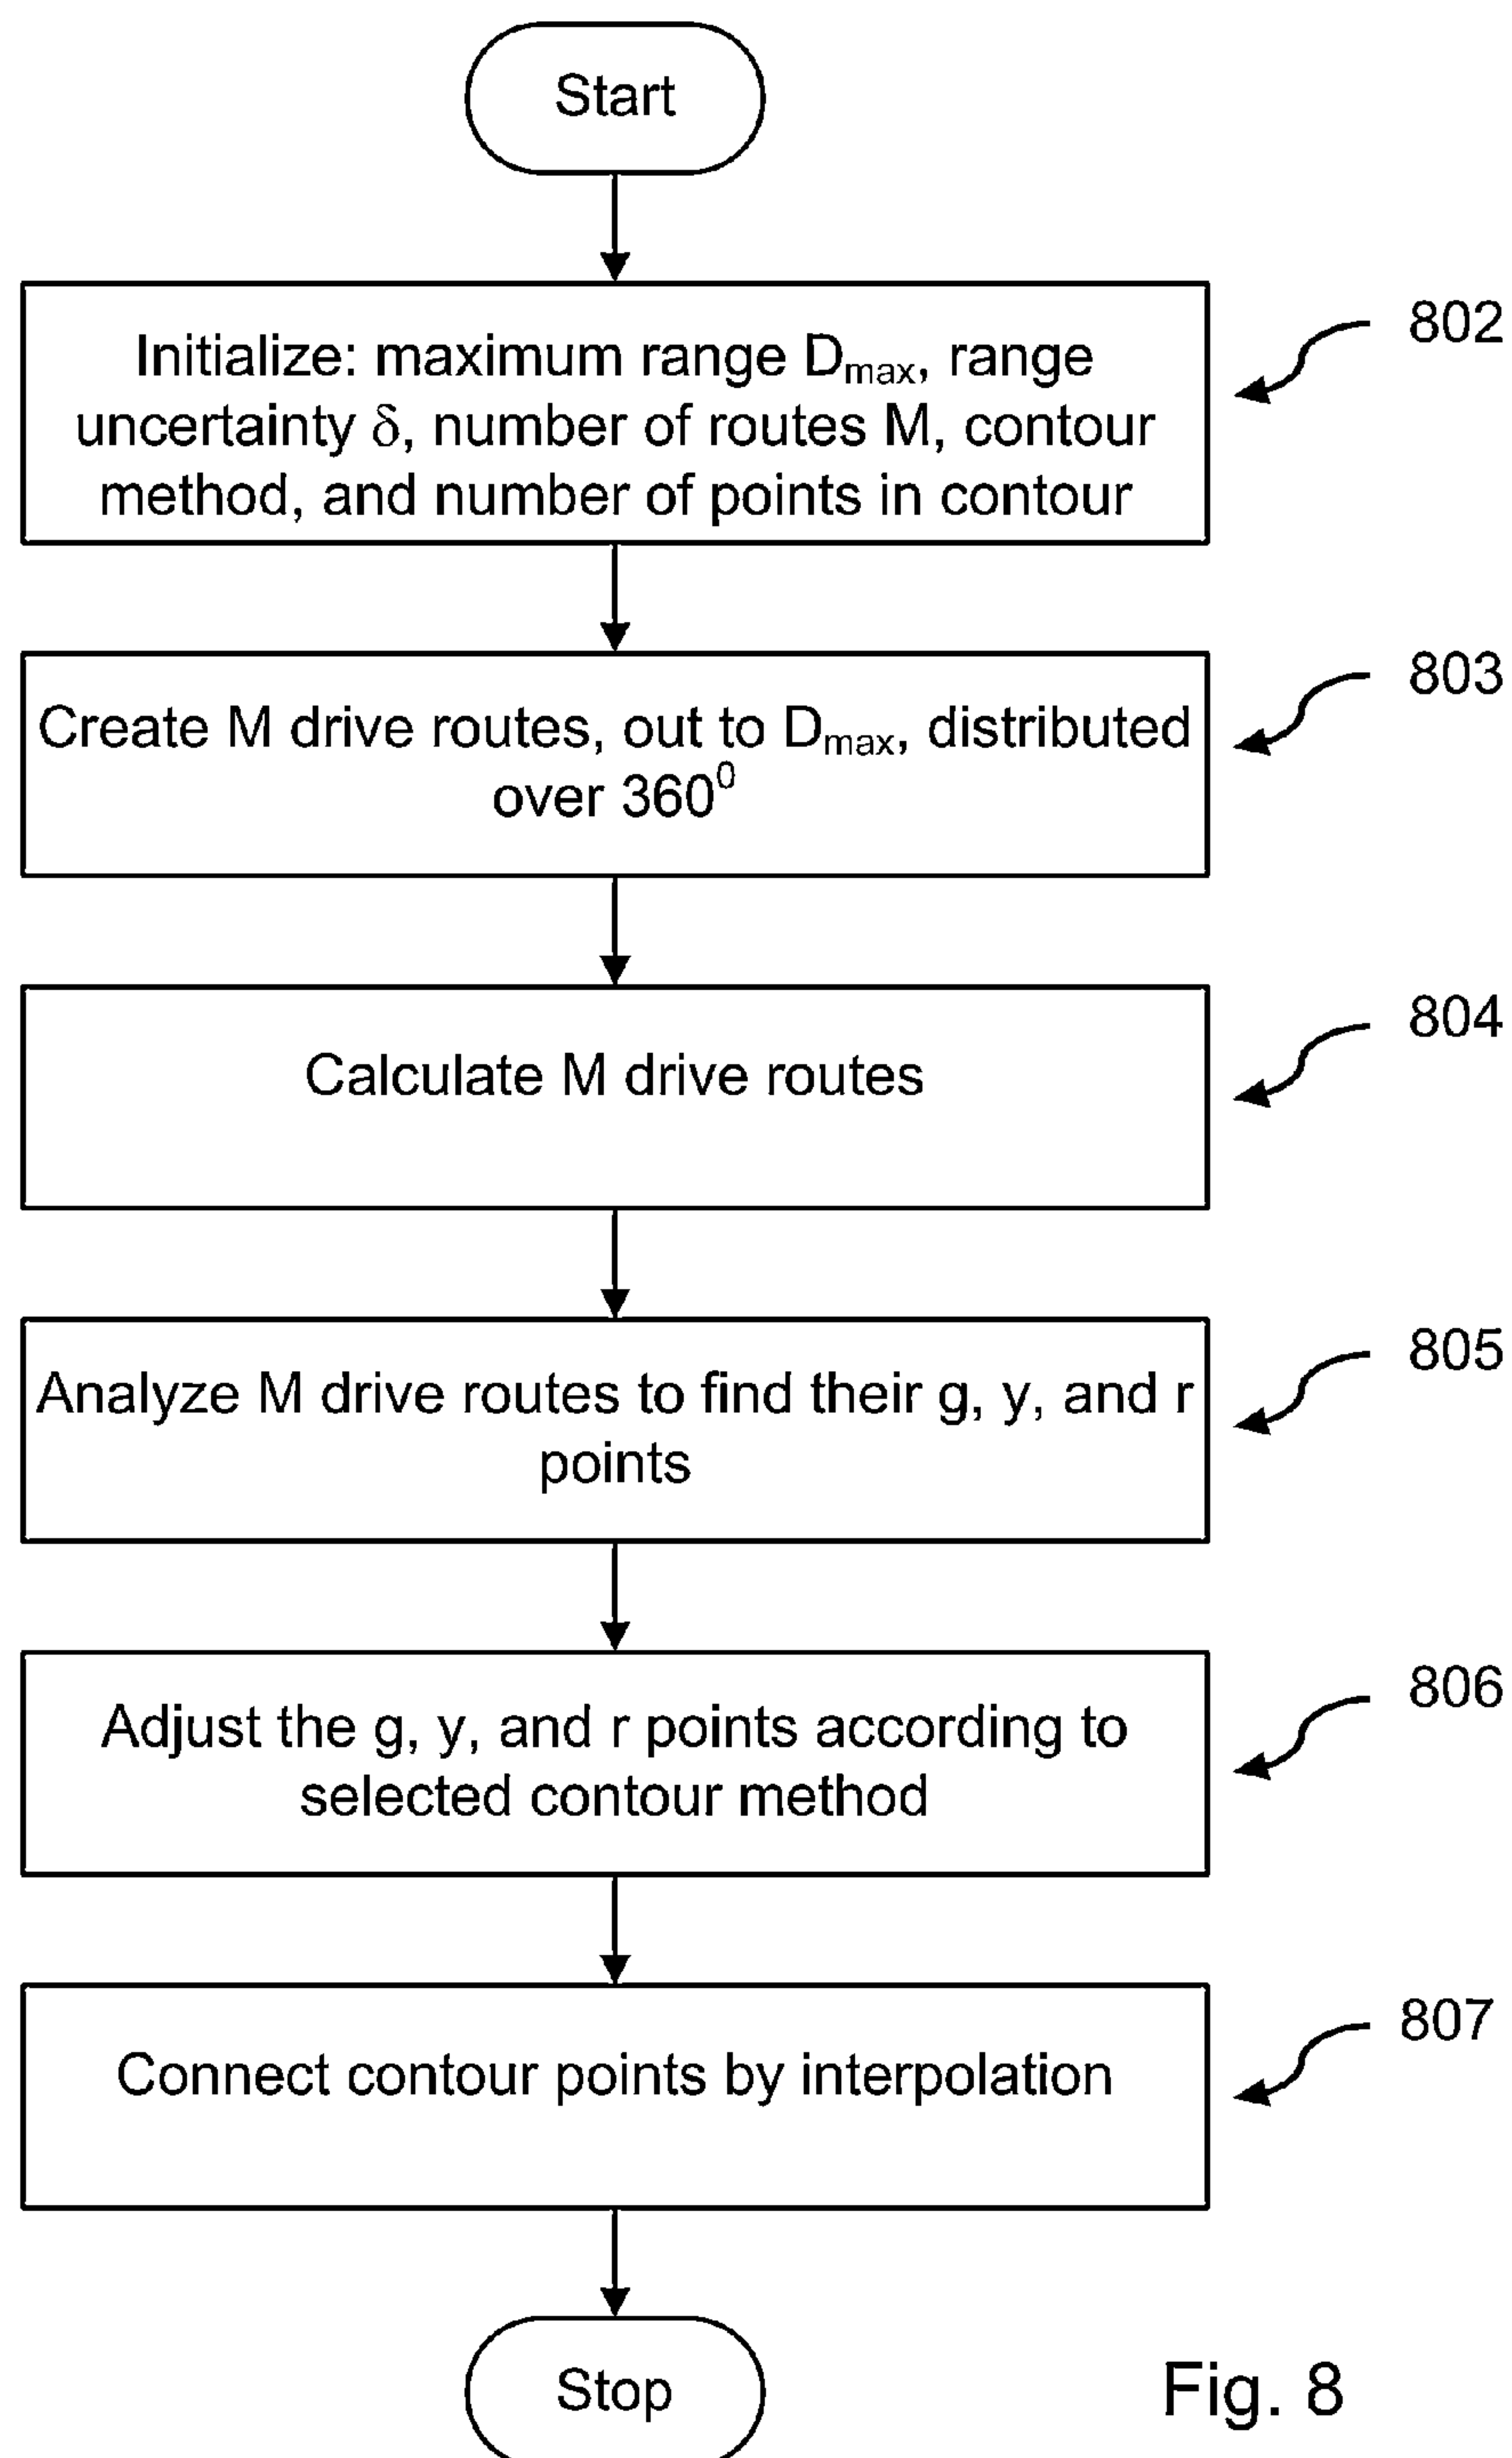 Start
Initialize: maximum range Dmax, range
uncertainty δ, number of routes M, contour
method, and number of points in contour
802
Create M drive routes, out to Dmax, distributed
over 360⁰
803
Calculate M drive routes
804
Analyze M drive routes to find their g, y, and r
points
805
Adjust the g, y, and r points according to
selected contour method
806
Connect contour points by interpolation
807
Stop
Fig. 8